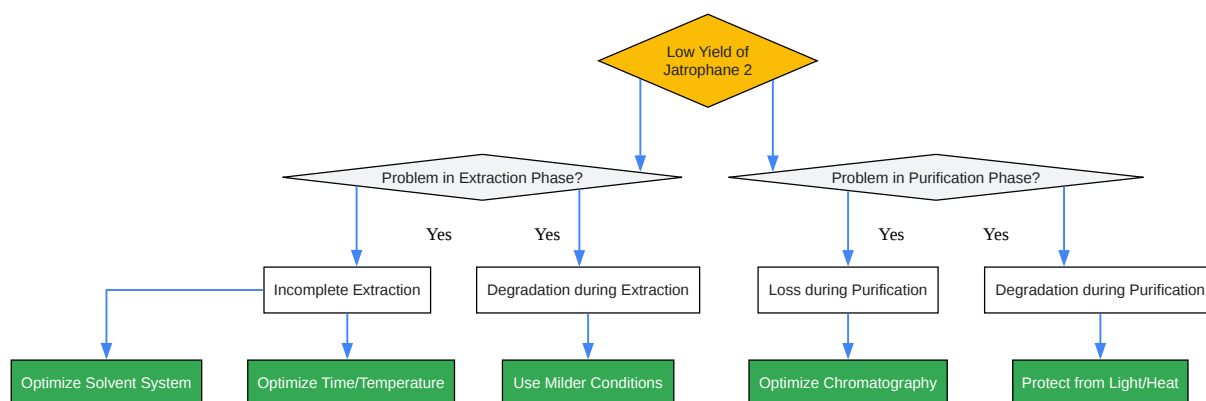 Low Yield of
Jatrophane 2
Problem in Extraction Phase?
Problem in Purification Phase?
Yes
Yes
Yes
Yes
Incomplete Extraction
Degradation during Extraction
Loss during Purification
Degradation during Purification
Optimize Solvent System
Optimize Time/Temperature
Use Milder Conditions
Optimize Chromatography
Protect from Light/Heat